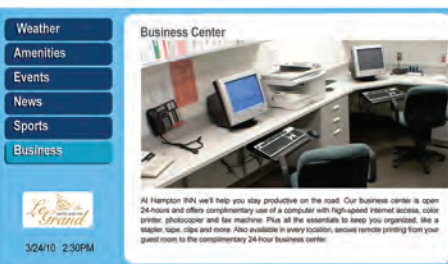 Weather
Amenities
Events
News
Sports
Business
Le
Grand
3/24/10 2:30PM
Business Center
At Hampton INN we'll help you stay productive on the road. Our business center is open
24-hours and offers complimentary use of a computer with high-speed internet access, color
printer, photocopier and fax machine. Plus all the essentials to keep you organized, like a
stapler, tape, clips and more. Also available in every location, secure remote printing from your
guest room to the complimentary 24-hour business center.